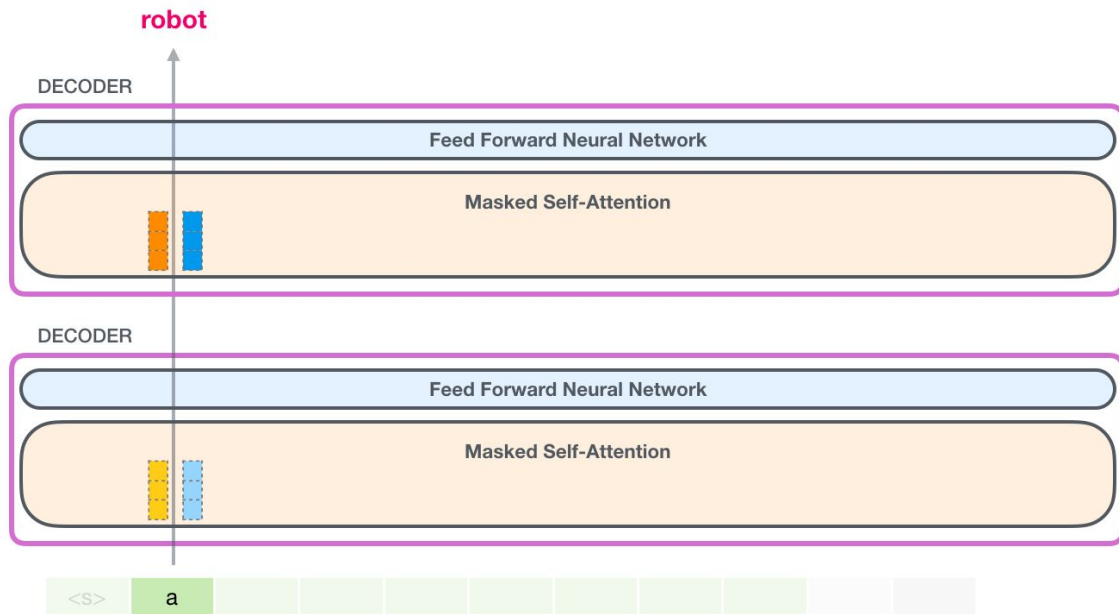 robot
DECODER
Feed Forward Neural Network
Masked Self-Attention
DECODER
Feed Forward Neural Network
Masked Self-Attention
<s> a